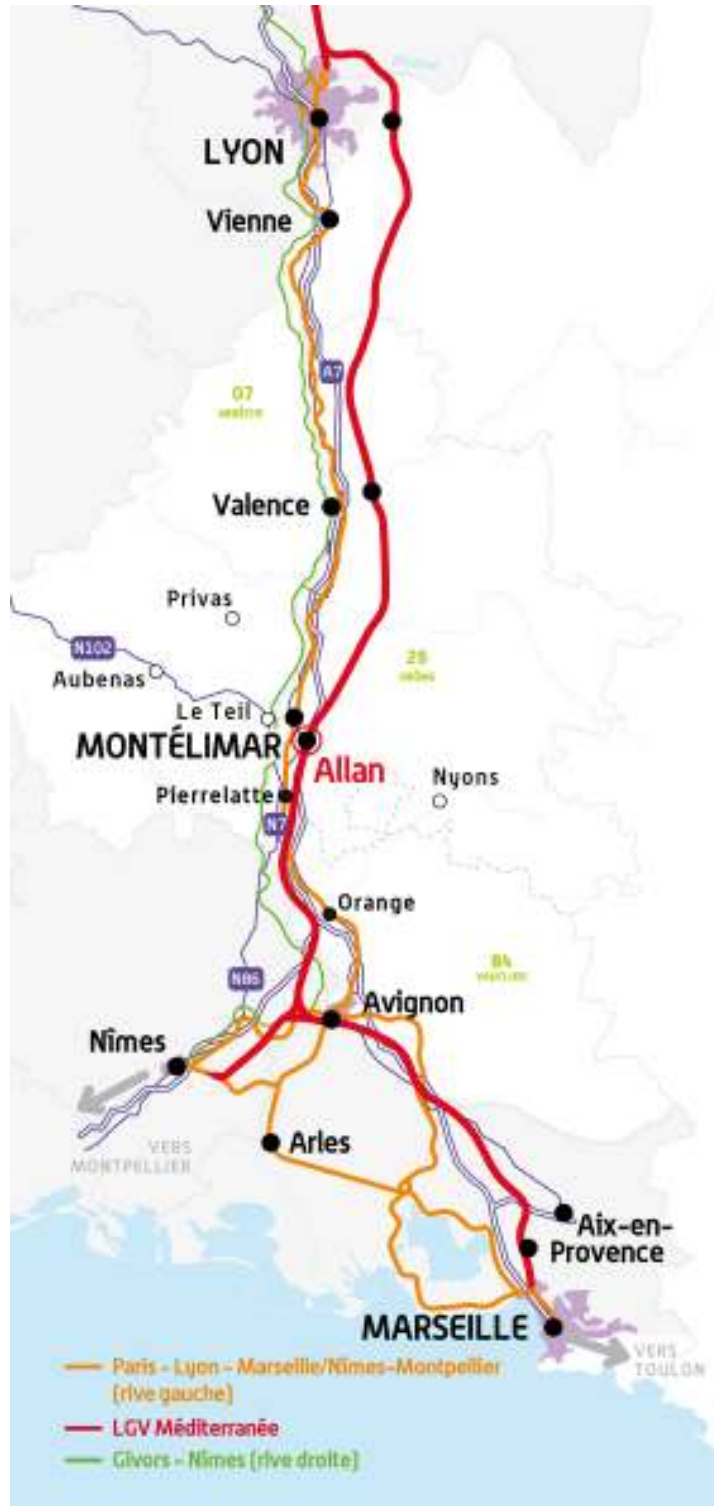 LYON
Vienne
A7
07
Valence
Privas
N102
Aubenas
26
Le Teil
MONTÉLIMAR
Allan
Nyons
Pierrelatte
N7
Orange
84
N86
Avignon
Nîmes
VERS
MONTPELLIER
Arles
Aix-en-
Provence
MARSEILLE
VERS
TOULON
Paris - Lyon - Marseille/Nîmes-Montpellier
(rive gauche)
LGV Méditerranée
Givors - Nîmes (rive droite)